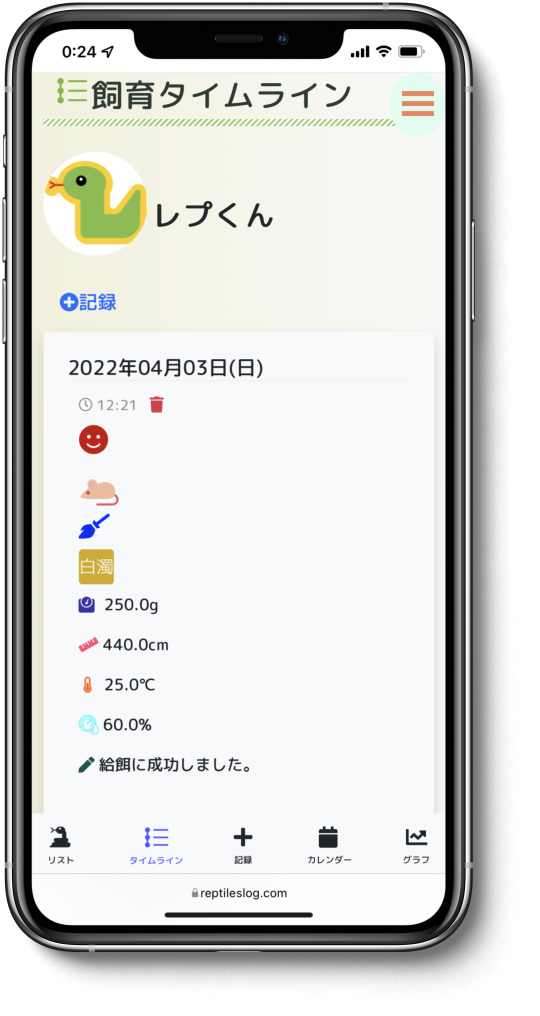 0:24
飼育タイムライン
レプくん
記録
2022年04月03日(日)
12:21
白濁
250.0g
440.0cm
25.0℃
60.0%
給餌に成功しました。
リスト タイムライン 記録 カレンダー グラフ
reptileslog.com